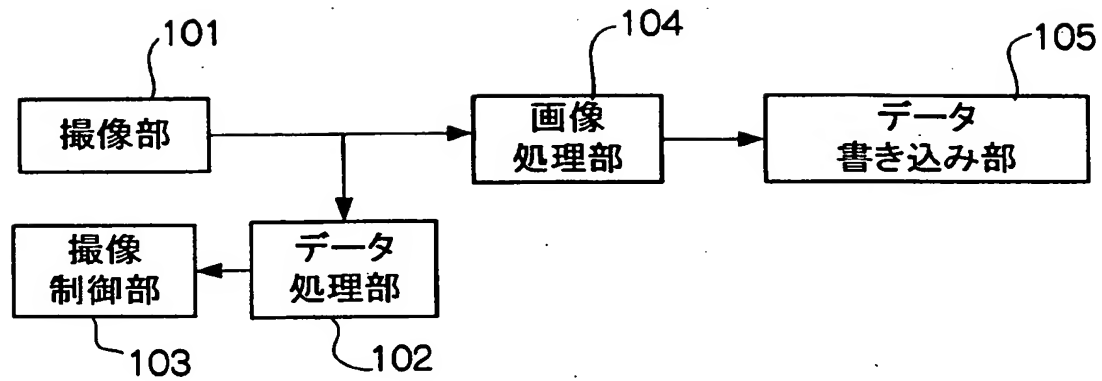 101
104
105
撮像部
画像
処理部
データ
書き込み部
撮像
制御部
データ
処理部
103
102